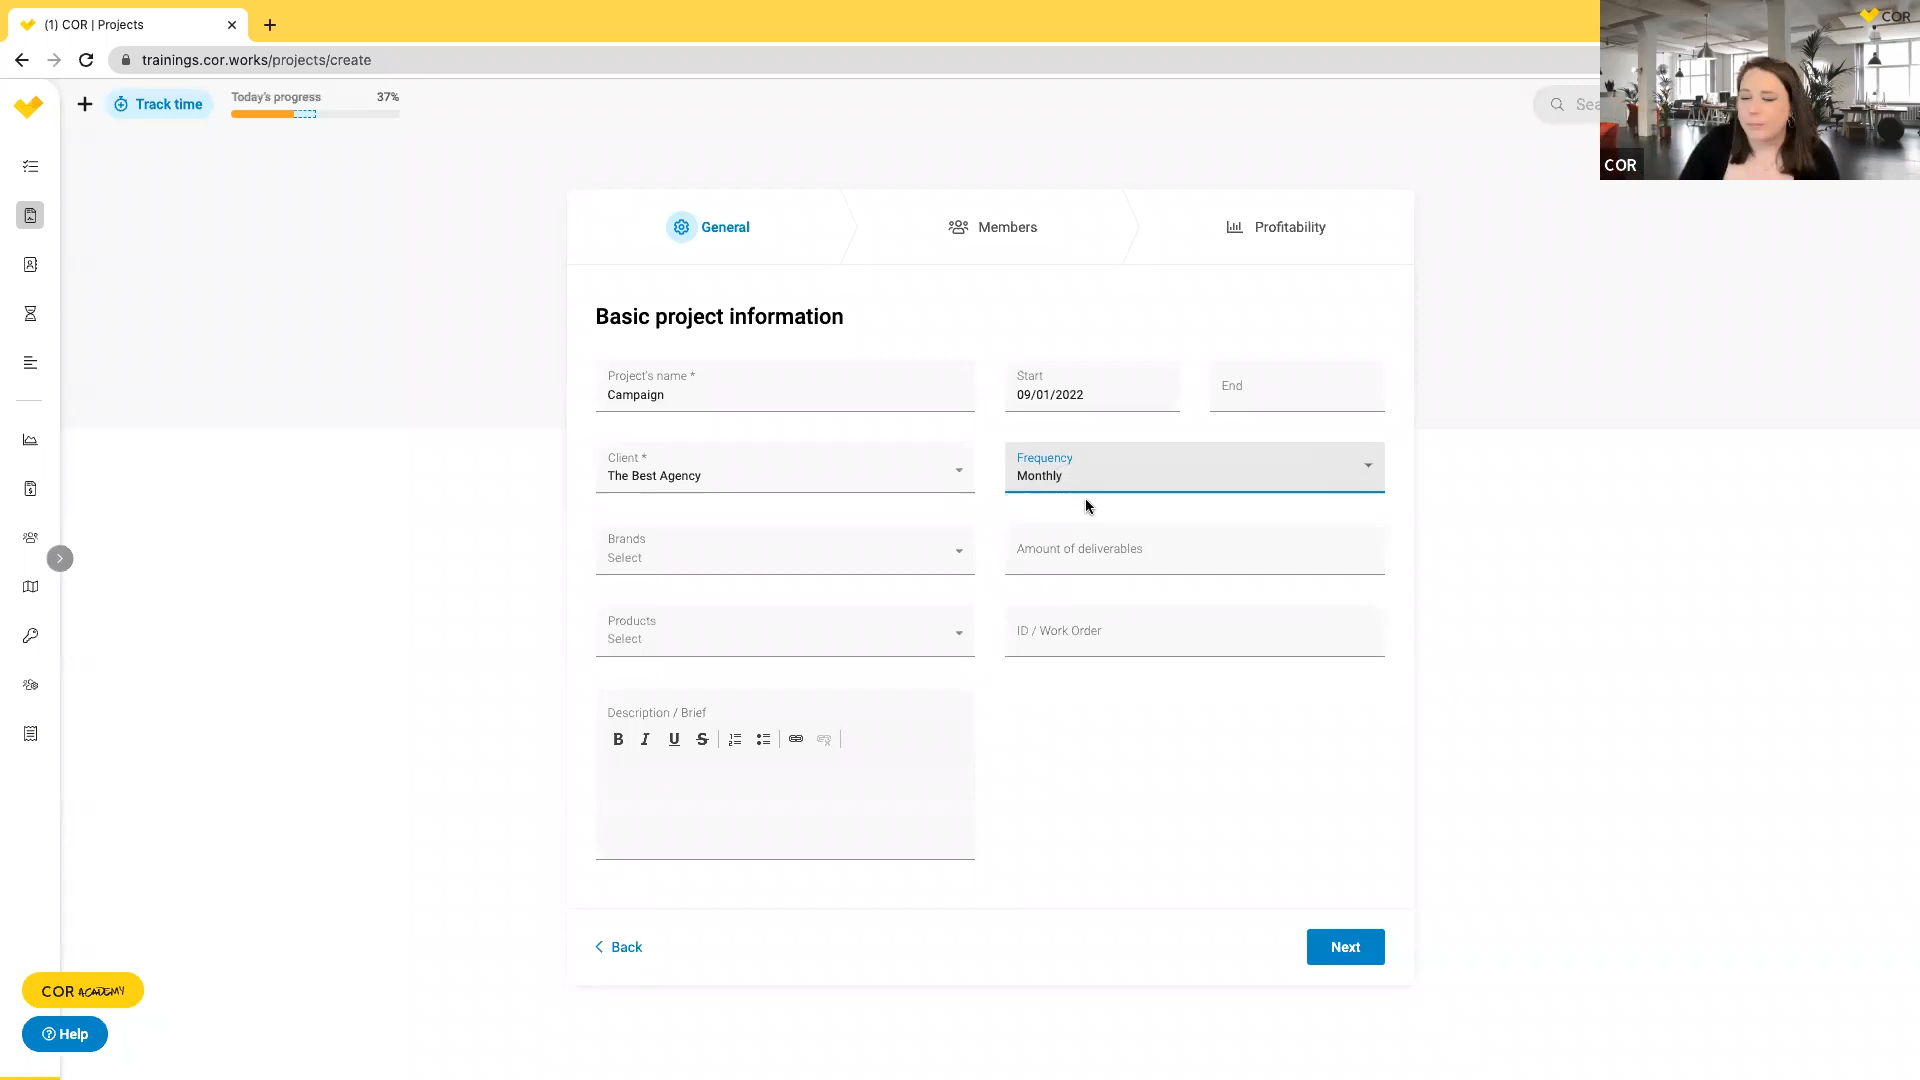 (1) COR | Projects
trainings.cor.works/projects/create
COR
Track time
Today's progress
37%
Sea
COR
General
Members
Profitability
Basic project information
Project's name *
Campaign
Start
09/01/2022
End
Client *
The Best Agency
Frequency
Monthly
Brands
Select
Amount of deliverables
Products
Select
ID / Work Order
Description / Brief
B I U S
Back
Next
COR ACADEMY
Help